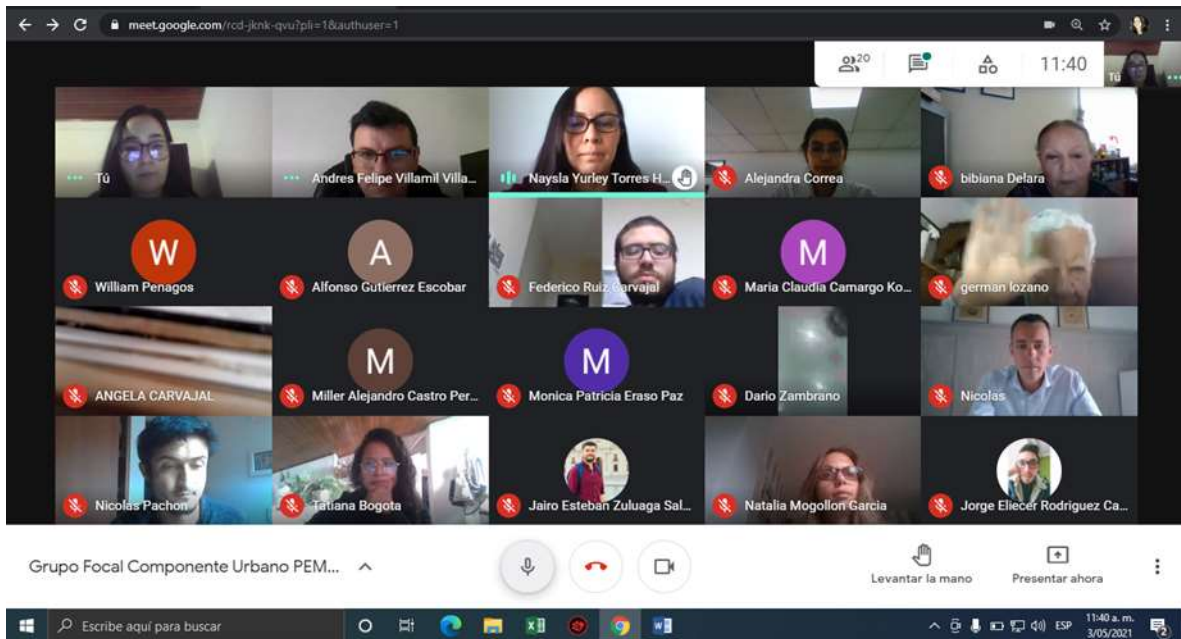 meet.google.com/rcd-jknk-qvu?pli=1&authuser=1
20
11:40
Tú
Tú
Andres Felipe Villamil Villa...
Naysla Yurley Torres H...
Alejandra Correa
bibiana Delara
W
William Penagos
A
Alfonso Gutierrez Escobar
Federico Ruiz Carvajal
M
Maria Claudia Camargo Ko...
german lozano
ANGELA CARVAJAL
M
Miller Alejandro Castro Per...
M
Monica Patricia Eraso Paz
Dario Zambrano
Nicolas
Nicolas Pachon
Tatiana Bogota
Jairo Esteban Zuluaga Sal...
Natalia Mogollon Garcia
Jorge Eliecer Rodriguez Ca...
Grupo Focal Componente Urbano PEM...
Levantar la mano
Presentar ahora
Escribe aquí para buscar
ESP
11:40 a. m.
3/05/2021
2